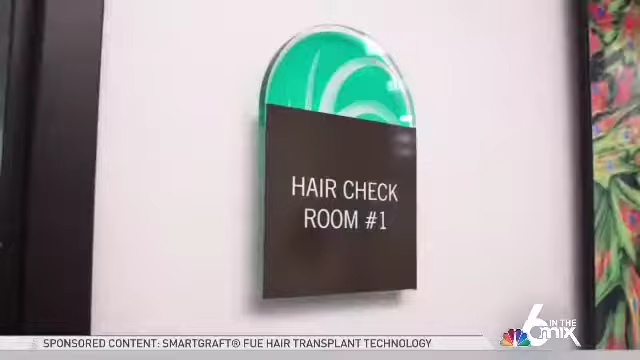 HAIR CHECK
ROOM #1
SPONSORED CONTENT: SMARTGRAFT® FUE HAIR TRANSPLANT TECHNOLOGY
6 IN THE
MIX